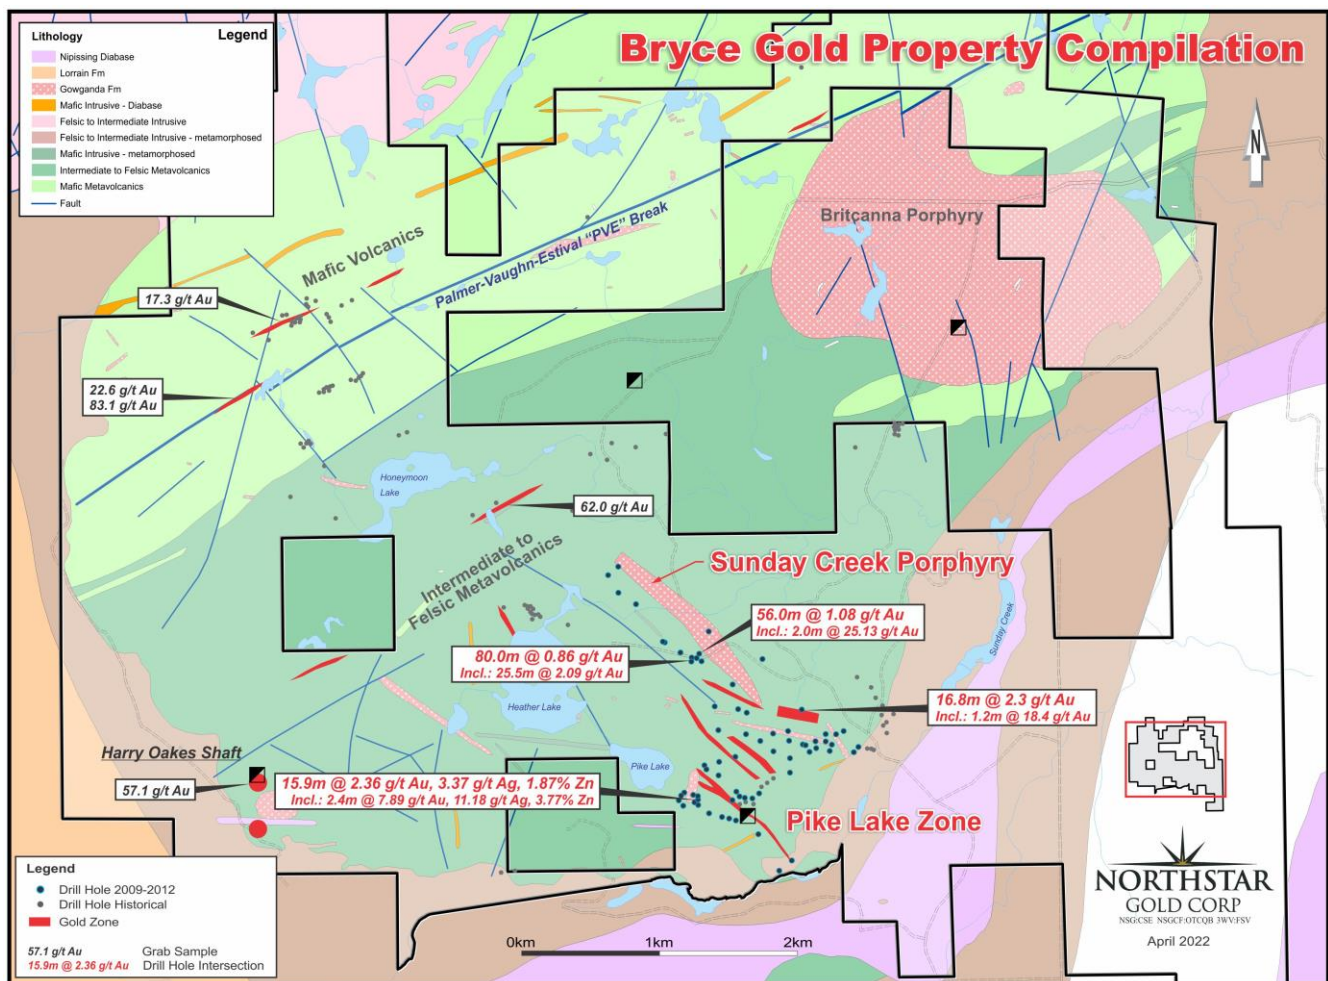 Bryce Gold Property Compilation
Lithology Legend
Nipissing Diabase
Lorrain Fm
Gowganda Fm
Mafic Intrusive - Diabase
Felsic to Intermediate Intrusive
Felsic to Intermediate Intrusive - metamorphosed
Mafic Intrusive - metamorphosed
Intermediate to Felsic Metavolcanics
Mafic Metavolcanics
Fault
N
Britcanna Porphyry
Palmer-Vaughn-Estival "PVE" Break
Mafic Volcanics
17.3 g/t Au
22.6 g/t Au
83.1 g/t Au
Honeymoon
Lake
62.0 g/t Au
Intermediate to
Felsic Metavolcanics
Sunday Creek Porphyry
56.0m @ 1.08 g/t Au
Incl.: 2.0m @ 25.13 g/t Au
80.0m @ 0.86 g/t Au
Incl.: 25.5m @ 2.09 g/t Au
Sunday Creek
16.8m @ 2.3 g/t Au
Incl.: 1.2m @ 18.4 g/t Au
Heather Lake
Harry Oakes Shaft
57.1 g/t Au
Pike Lake
15.9m @ 2.36 g/t Au, 3.37 g/t Ag, 1.87% Zn
Incl.: 2.4m @ 7.89 g/t Au, 11.18 g/t Ag, 3.77% Zn
Pike Lake Zone
Legend
Drill Hole 2009-2012
Drill Hole Historical
Gold Zone
57.1 g/t Au Grab Sample
15.9m @ 2.36 g/t Au Drill Hole Intersection
0km 1km 2km
NORTHSTAR
GOLD CORP
NSG:CSE NSGCF:OTCQB 3WV:FSV
April 2022